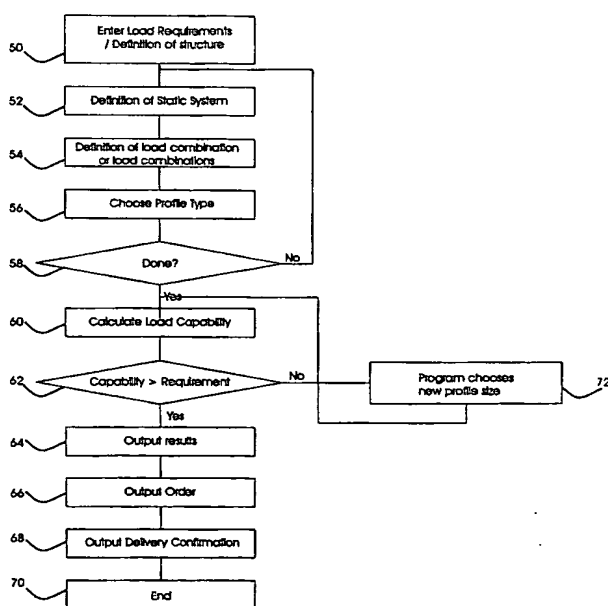 50
Enter Load Requirements
/ Definition of structure
52
Definition of Static System
54
Definition of load combination
or load combinations
56
Choose Profile Type
58
Done?
No
Yes
60
Calculate Load Capability
62
Capability > Requirement
No
Program chooses
new profile size
72
Yes
64
Output results
66
Output Order
68
Output Delivery Confirmation
70
End